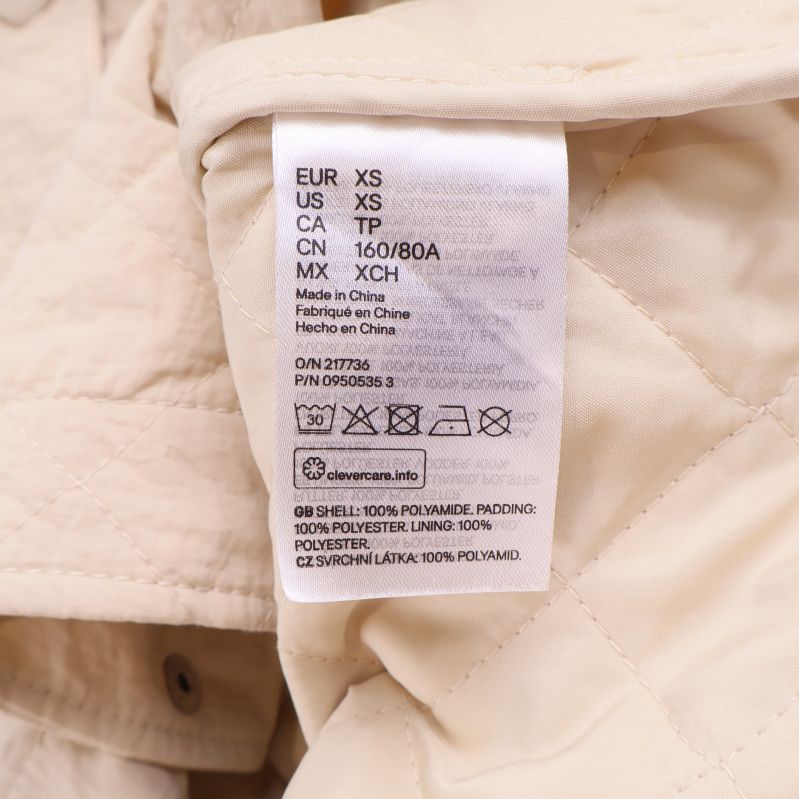 EUR XS
US XS
CA TP
CN 160/80A
MX XCH
Made in China
Fabriqué en Chine
Hecho en China
O/N 217736
P/N 0950535 3
30
clevercare.info
GB SHELL: 100% POLYAMIDE. PADDING:
100% POLYESTER. LINING: 100%
POLYESTER.
CZ SVRCHNÍ LÁTKA: 100% POLYAMID.